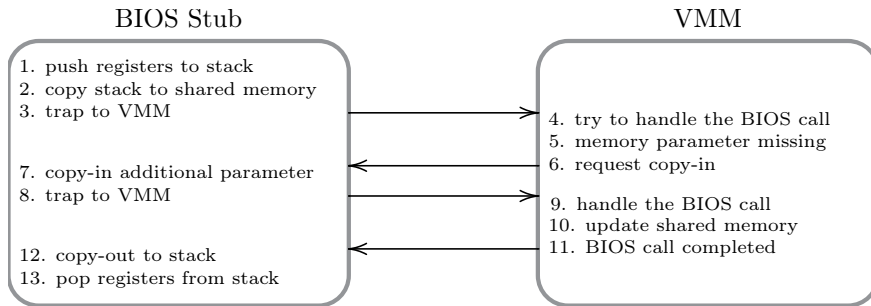 BIOS Stub
VMM
1. push registers to stack
2. copy stack to shared memory
3. trap to VMM
4. try to handle the BIOS call
5. memory parameter missing
6. request copy-in
7. copy-in additional parameter
8. trap to VMM
9. handle the BIOS call
10. update shared memory
11. BIOS call completed
12. copy-out to stack
13. pop registers from stack